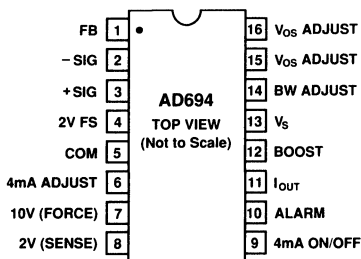 FB 1
– SIG 2
+SIG 3
2V FS 4
COM 5
4mA ADJUST 6
10V (FORCE) 7
2V (SENSE) 8
AD694
TOP VIEW
(Not to Scale)
16 VOS ADJUST
15 VOS ADJUST
14 BW ADJUST
13 VS
12 BOOST
11 IOUT
10 ALARM
9 4mA ON/OFF